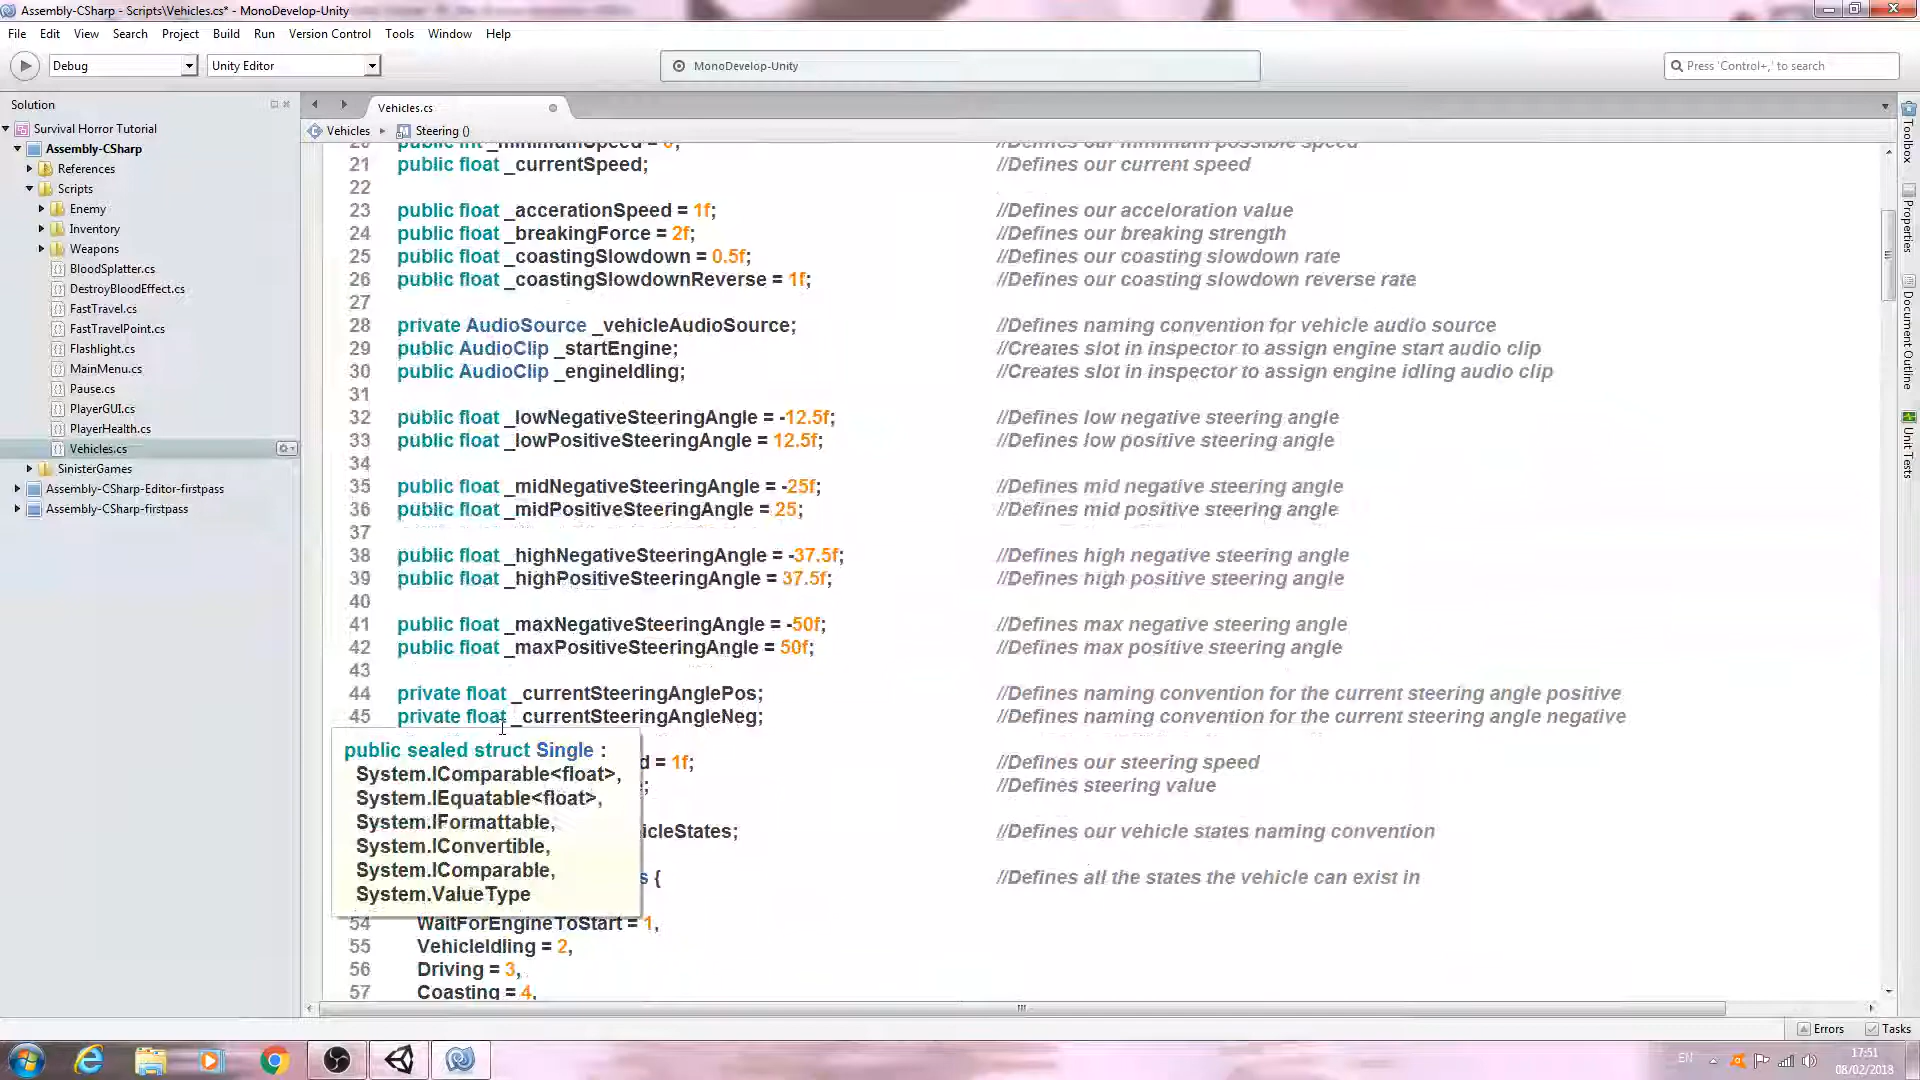 Assembly-CSharp - Scripts\Vehicles.cs* - MonoDevelop-Unity
File Edit View Search Project Build Run Version Control Tools Window Help
Debug Unity Editor MonoDevelop-Unity Press 'Control+,' to search
Solution
Survival Horror Tutorial
Assembly-CSharp
References
Scripts
Enemy
Inventory
Weapons
BloodSplatter.cs
DestroyBloodEffect.cs
FastTravel.cs
FastTravelPoint.cs
Flashlight.cs
MainMenu.cs
Pause.cs
PlayerGUI.cs
PlayerHealth.cs
Vehicles.cs
SinisterGames
Assembly-CSharp-Editor-firstpass
Assembly-CSharp-firstpass
Vehicles.cs
Vehicles Steering ()
20 public int _minimumSpeed = 0; //Defines our minimum possible speed
21 public float _currentSpeed; //Defines our current speed
22
23 public float _accerationSpeed = 1f; //Defines our acceloration value
24 public float _breakingForce = 2f; //Defines our breaking strength
25 public float _coastingSlowdown = 0.5f; //Defines our coasting slowdown rate
26 public float _coastingSlowdownReverse = 1f; //Defines our coasting slowdown reverse rate
27
28 private AudioSource _vehicleAudioSource; //Defines naming convention for vehicle audio source
29 public AudioClip _startEngine; //Creates slot in inspector to assign engine start audio clip
30 public AudioClip _engineIdling; //Creates slot in inspector to assign engine idling audio clip
31
32 public float _lowNegativeSteeringAngle = -12.5f; //Defines low negative steering angle
33 public float _lowPositiveSteeringAngle = 12.5f; //Defines low positive steering angle
34
35 public float _midNegativeSteeringAngle = -25f; //Defines mid negative steering angle
36 public float _midPositiveSteeringAngle = 25; //Defines mid positive steering angle
37
38 public float _highNegativeSteeringAngle = -37.5f; //Defines high negative steering angle
39 public float _highPositiveSteeringAngle = 37.5f; //Defines high positive steering angle
40
41 public float _maxNegativeSteeringAngle = -50f; //Defines max negative steering angle
42 public float _maxPositiveSteeringAngle = 50f; //Defines max positive steering angle
43
44 private float _currentSteeringAnglePos; //Defines naming convention for the current steering angle positive
45 private float _currentSteeringAngleNeg; //Defines naming convention for the current steering angle negative
public sealed struct Single :
System.IComparable<float>,
System.IEquatable<float>,
System.IFormattable,
System.IConvertible,
System.IComparable,
System.ValueType
d = 1f; //Defines our steering speed
; //Defines steering value
icleStates; //Defines our vehicle states naming convention
s { //Defines all the states the vehicle can exist in
54 WaitForEngineToStart = 1,
55 VehicleIdling = 2,
56 Driving = 3,
57 Coasting = 4,
Toolbox
Properties
Document Outline
Unit Tests
Errors Tasks
EN
17:51
08/02/2018